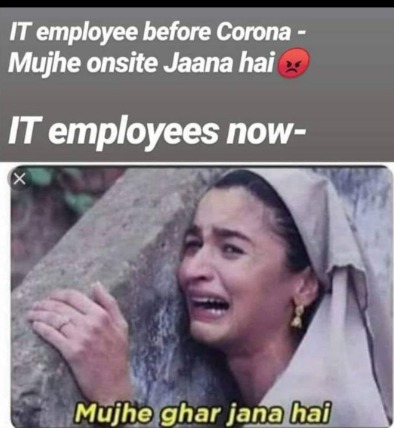 IT employee before Corona -
Mujhe onsite Jaana hai😡
IT employees now-
Mujhe ghar jana hai